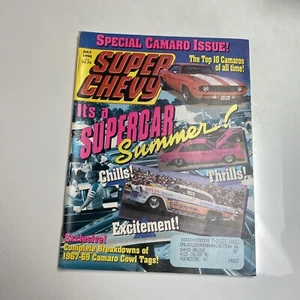 SPECIAL CAMARO ISSUE!
JULY
The Top 10 Camaros
of all time!
SUPER
CHEVY
It's a
SUPERCAR
Summer!
Chills!
Thrills!
Excitement!
Exclusive!
Complete Breakdowns of
1967-69 Camaro Cowl Tags!